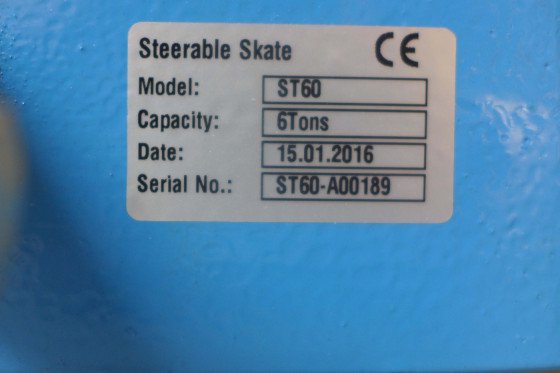 Steerable Skate CE
Model: ST60
Capacity: 6Tons
Date: 15.01.2016
Serial No.: ST60-A00189